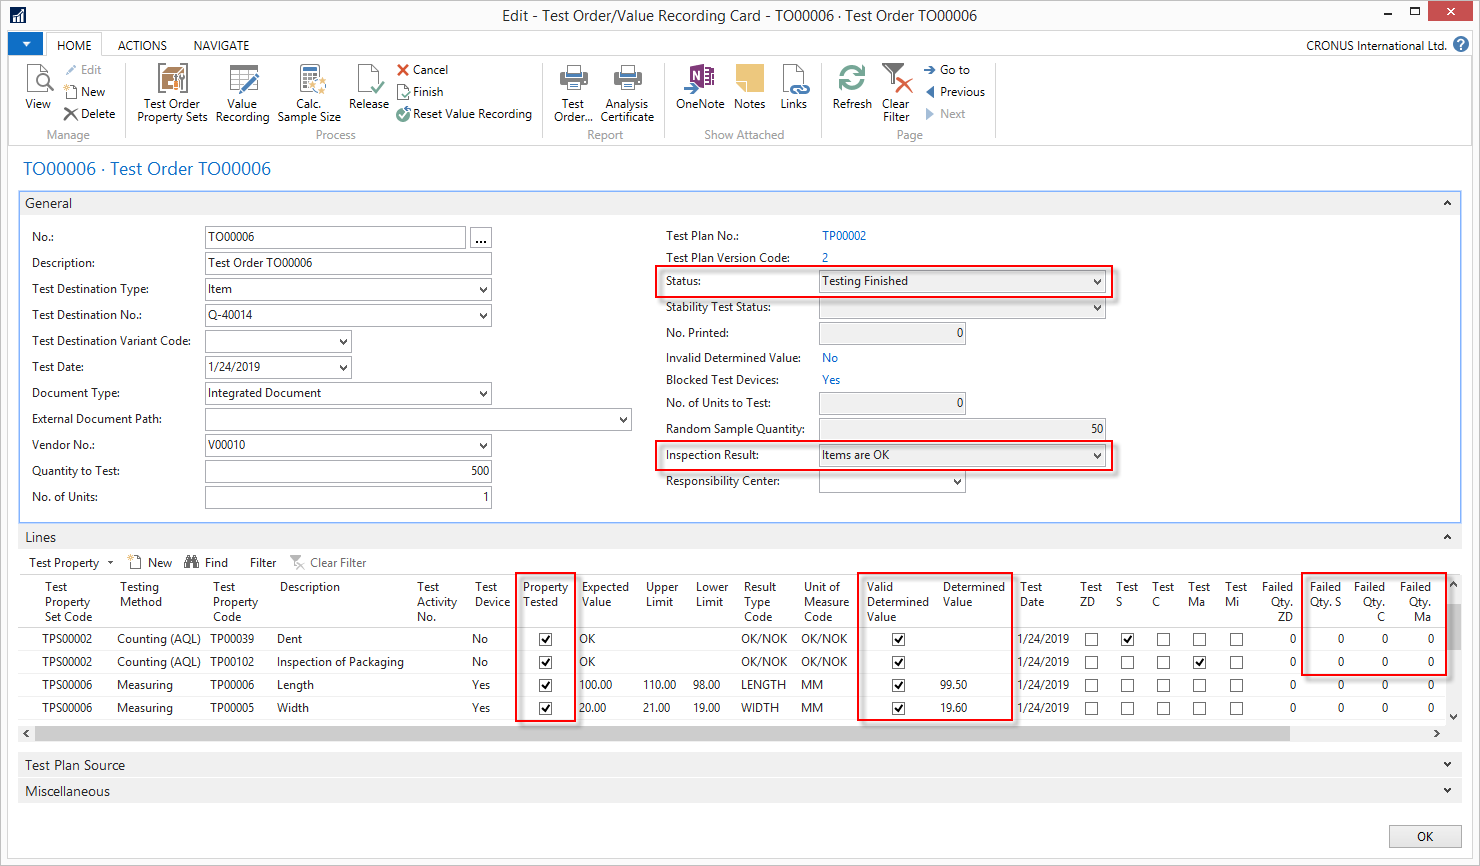 Edit - Test Order/Value Recording Card - TO00006 · Test Order TO00006
HOME ACTIONS NAVIGATE CRONUS International Ltd.
View Edit New Delete
Manage
Test Order Property Sets Value Recording Calc. Sample Size Release Cancel Finish Reset Value Recording
Process
Test Order... Analysis Certificate
Report
OneNote Notes Links
Show Attached
Refresh Clear Filter Go to Previous Next
Page
TO00006 · Test Order TO00006
General
No.: TO00006 ...
Description: Test Order TO00006
Test Destination Type: Item
Test Destination No.: Q-40014
Test Destination Variant Code:
Test Date: 1/24/2019
Document Type: Integrated Document
External Document Path:
Vendor No.: V00010
Quantity to Test: 500
No. of Units: 1
Test Plan No.: TP00002
Test Plan Version Code: 2
Status: Testing Finished
Stability Test Status:
No. Printed: 0
Invalid Determined Value: No
Blocked Test Devices: Yes
No. of Units to Test: 0
Random Sample Quantity: 50
Inspection Result: Items are OK
Responsibility Center:
Lines
Test Property New Find Filter Clear Filter
Test Property Set Code Testing Method Test Property Code Description Test Activity No. Test Device Property Tested Expected Value Upper Limit Lower Limit Result Type Code Unit of Measure Code Valid Determined Value Determined Value Test Date Test ZD Test S Test C Test Ma Test Mi Failed Qty. ZD Failed Qty. S Failed Qty. C Failed Qty. Ma
TPS00002 Counting (AQL) TP00039 Dent No OK OK/NOK OK/NOK 1/24/2019 0 0 0 0
TPS00002 Counting (AQL) TP00102 Inspection of Packaging No OK OK/NOK OK/NOK 1/24/2019 0 0 0 0
TPS00006 Measuring TP00006 Length Yes 100.00 110.00 98.00 LENGTH MM 99.50 1/24/2019 0 0 0 0
TPS00006 Measuring TP00005 Width Yes 20.00 21.00 19.00 WIDTH MM 19.60 1/24/2019 0 0 0 0
Test Plan Source
Miscellaneous
OK